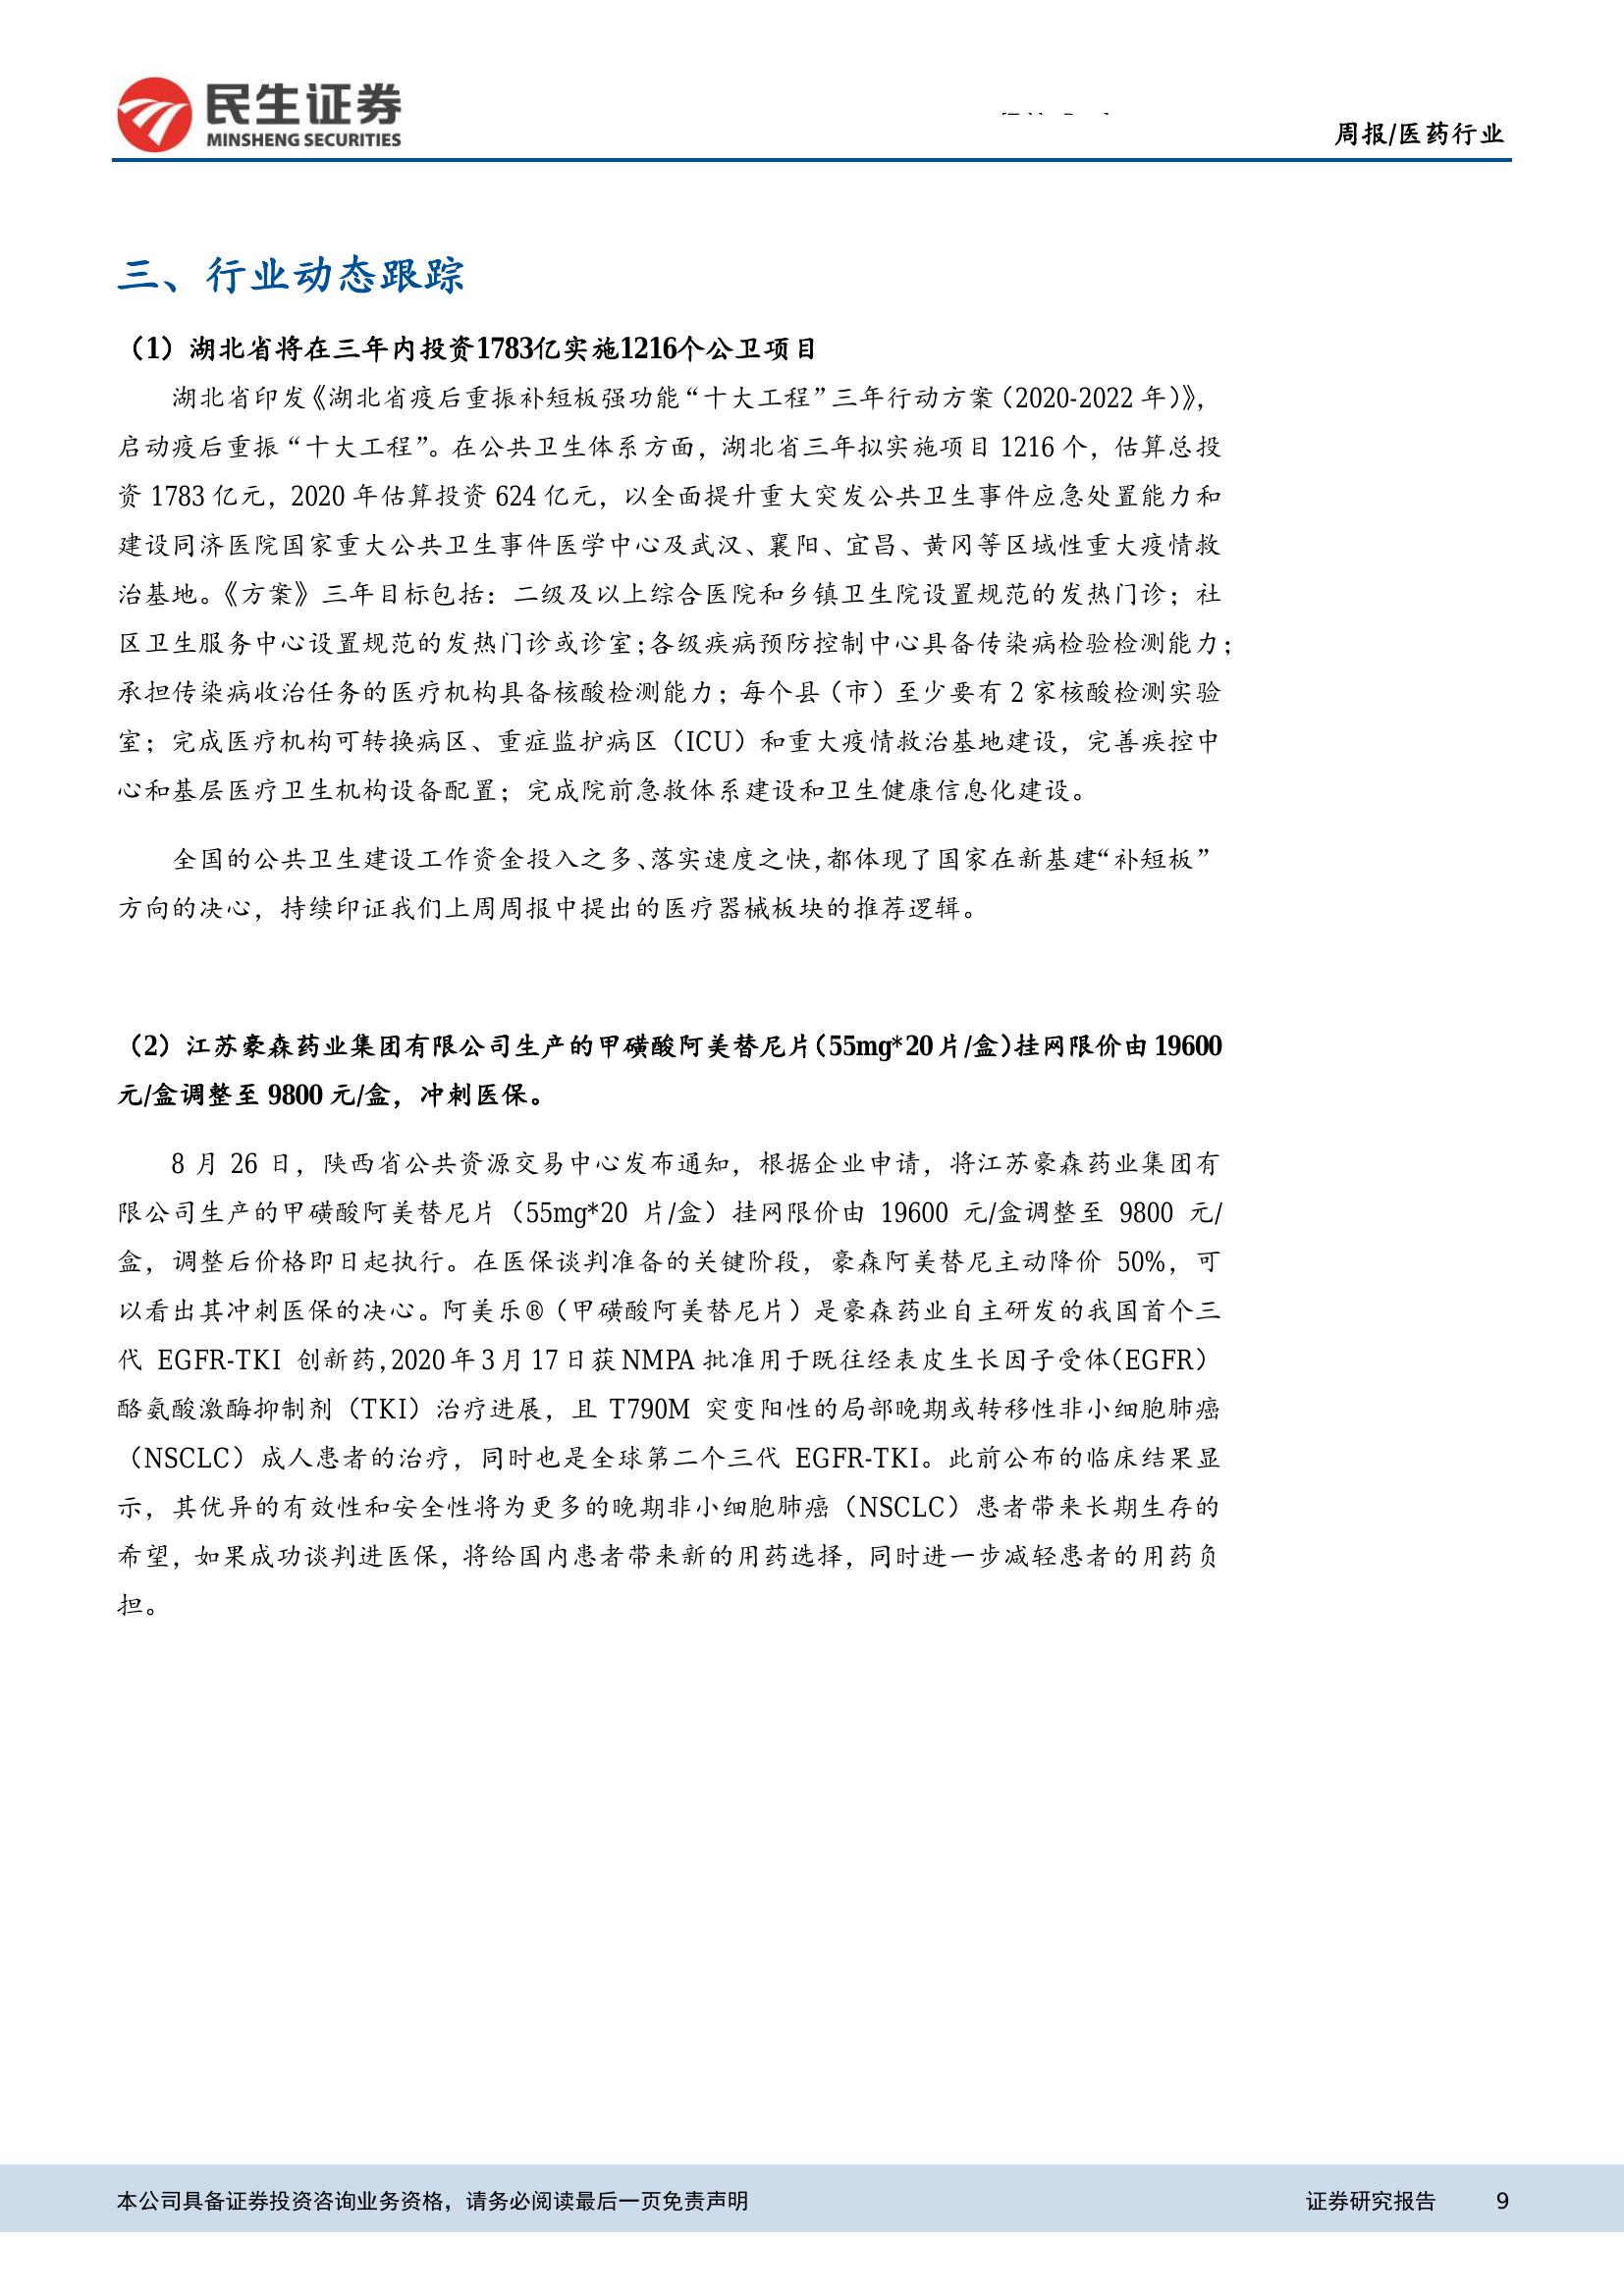 民生证券
MINSHENG SECURITIES
周报/医药行业
三、行业动态跟踪
（1）湖北省将在三年内投资1783亿实施1216个公卫项目
湖北省印发《湖北省疫后重振补短板强功能“十大工程”三年行动方案（2020-2022 年）》，
启动疫后重振“十大工程”。在公共卫生体系方面，湖北省三年拟实施项目 1216 个，估算总投
资 1783 亿元，2020 年估算投资 624 亿元，以全面提升重大突发公共卫生事件应急处置能力和
建设同济医院国家重大公共卫生事件医学中心及武汉、襄阳、宜昌、黄冈等区域性重大疫情救
治基地。《方案》三年目标包括：二级及以上综合医院和乡镇卫生院设置规范的发热门诊；社
区卫生服务中心设置规范的发热门诊或诊室；各级疾病预防控制中心具备传染病检验检测能力；
承担传染病收治任务的医疗机构具备核酸检测能力；每个县（市）至少要有 2 家核酸检测实验
室；完成医疗机构可转换病区、重症监护病区（ICU）和重大疫情救治基地建设，完善疾控中
心和基层医疗卫生机构设备配置；完成院前急救体系建设和卫生健康信息化建设。
全国的公共卫生建设工作资金投入之多、落实速度之快，都体现了国家在新基建“补短板”
方向的决心，持续印证我们上周周报中提出的医疗器械板块的推荐逻辑。
（2）江苏豪森药业集团有限公司生产的甲磺酸阿美替尼片（55mg*20 片/盒）挂网限价由 19600
元/盒调整至 9800 元/盒，冲刺医保。
8 月 26 日，陕西省公共资源交易中心发布通知，根据企业申请，将江苏豪森药业集团有
限公司生产的甲磺酸阿美替尼片（55mg*20 片/盒）挂网限价由 19600 元/盒调整至 9800 元/
盒，调整后价格即日起执行。在医保谈判准备的关键阶段，豪森阿美替尼主动降价 50%，可
以看出其冲刺医保的决心。阿美乐®（甲磺酸阿美替尼片）是豪森药业自主研发的我国首个三
代 EGFR-TKI 创新药，2020 年 3 月 17 日获 NMPA 批准用于既往经表皮生长因子受体（EGFR）
酪氨酸激酶抑制剂（TKI）治疗进展，且 T790M 突变阳性的局部晚期或转移性非小细胞肺癌
（NSCLC）成人患者的治疗，同时也是全球第二个三代 EGFR-TKI。此前公布的临床结果显
示，其优异的有效性和安全性将为更多的晚期非小细胞肺癌（NSCLC）患者带来长期生存的
希望，如果成功谈判进医保，将给国内患者带来新的用药选择，同时进一步减轻患者的用药负
担。
本公司具备证券投资咨询业务资格，请务必阅读最后一页免责声明
证券研究报告 9